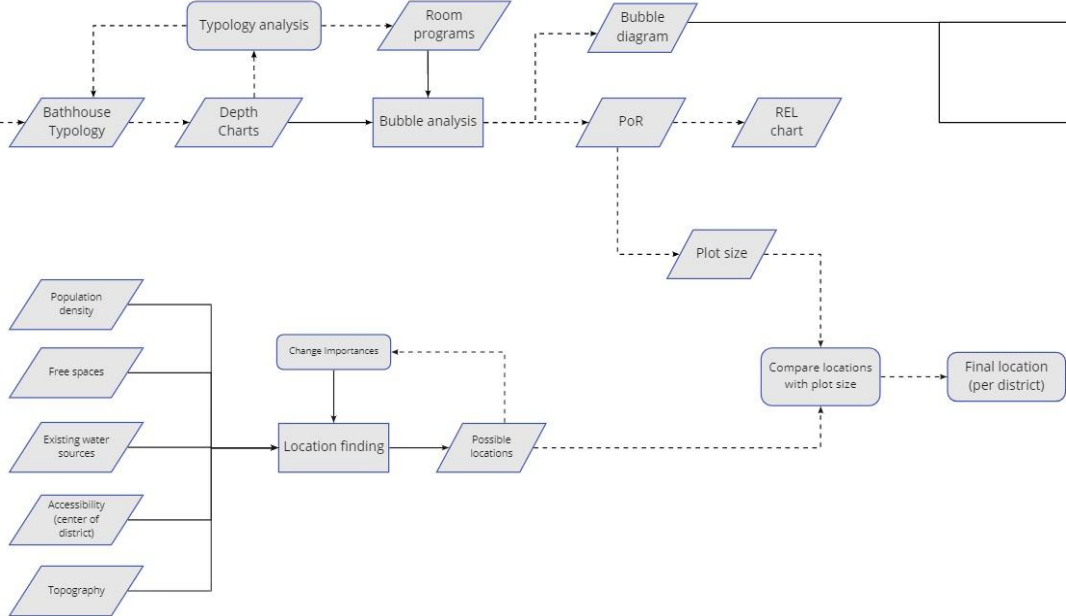 Typology analysis
Room
programs
Bubble
diagram
Bathhouse
Typology
Depth
Charts
Bubble analysis
PoR
REL
chart
Plot size
Population
density
Free spaces
Existing water
sources
Accessibility
(center of
district)
Topography
Change importances
Location finding
Possible
locations
Compare locations
with plot size
Final location
(per district)